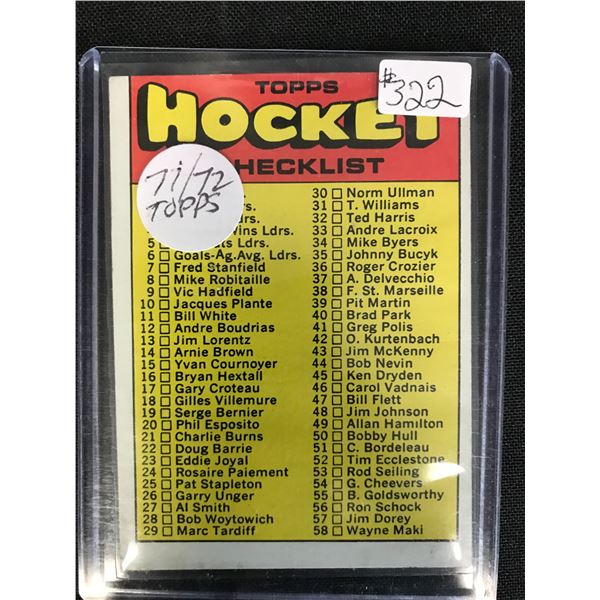 TOPPS
$322
HOCKEY
71/72
TOPPS
CHECKLIST
rs.
urs.
Wins Ldrs.
5 ts Ldrs.
6 Goals-Ag.Avg. Ldrs.
7 Fred Stanfield
8 Mike Robitaille
9 Vic Hadfield
10 Jacques Plante
11 Bill White
12 Andre Boudrias
13 Jim Lorentz
14 Arnie Brown
15 Yvan Cournoyer
16 Bryan Hextall
17 Gary Croteau
18 Gilles Villemure
19 Serge Bernier
20 Phil Esposito
21 Charlie Burns
22 Doug Barrie
23 Eddie Joyal
24 Rosaire Paiement
25 Pat Stapleton
26 Garry Unger
27 Al Smith
28 Bob Woytowich
29 Marc Tardiff
30 Norm Ullman
31 T. Williams
32 Ted Harris
33 Andre Lacroix
34 Mike Byers
35 Johnny Bucyk
36 Roger Crozier
37 A. Delvecchio
38 F. St. Marseille
39 Pit Martin
40 Brad Park
41 Greg Polis
42 O. Kurtenbach
43 Jim McKenny
44 Bob Nevin
45 Ken Dryden
46 Carol Vadnais
47 Bill Flett
48 Jim Johnson
49 Allan Hamilton
50 Bobby Hull
51 C. Bordeleau
52 Tim Ecclestone
53 Rod Seiling
54 G. Cheevers
55 B. Goldsworthy
56 Ron Schock
57 Jim Dorey
58 Wayne Maki